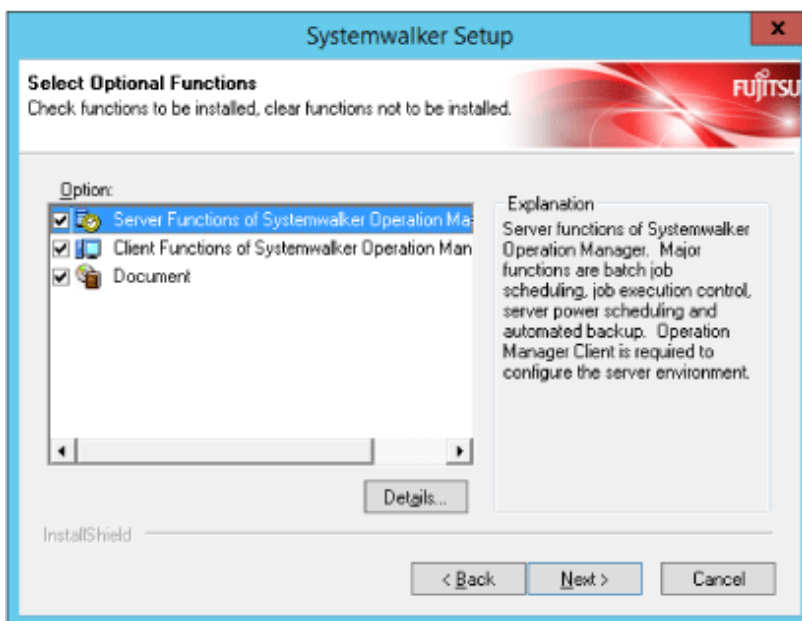 Systemwalker Setup
x
Select Optional Functions
Check functions to be installed, clear functions not to be installed.
FUJITSU
Option:
Server Functions of Systemwalker Operation Ma
Client Functions of Systemwalker Operation Man
Document
Explanation
Server functions of Systemwalker
Operation Manager. Major
functions are batch job
scheduling, job execution control,
server power scheduling and
automated backup. Operation
Manager Client is required to
configure the server environment.
Details...
InstallShield
< Back
Next >
Cancel